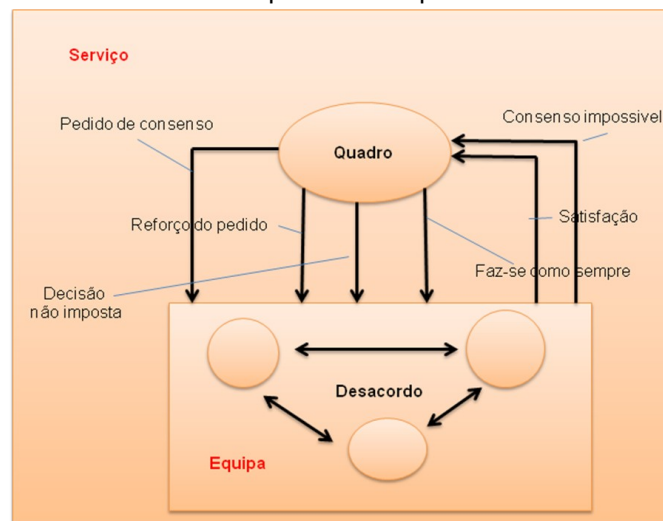 Serviço
Pedido de consenso
Consenso impossivel
Quadro
Reforço do pedido
Satisfação
Faz-se como sempre
Decisão
não imposta
Desacordo
Equipa